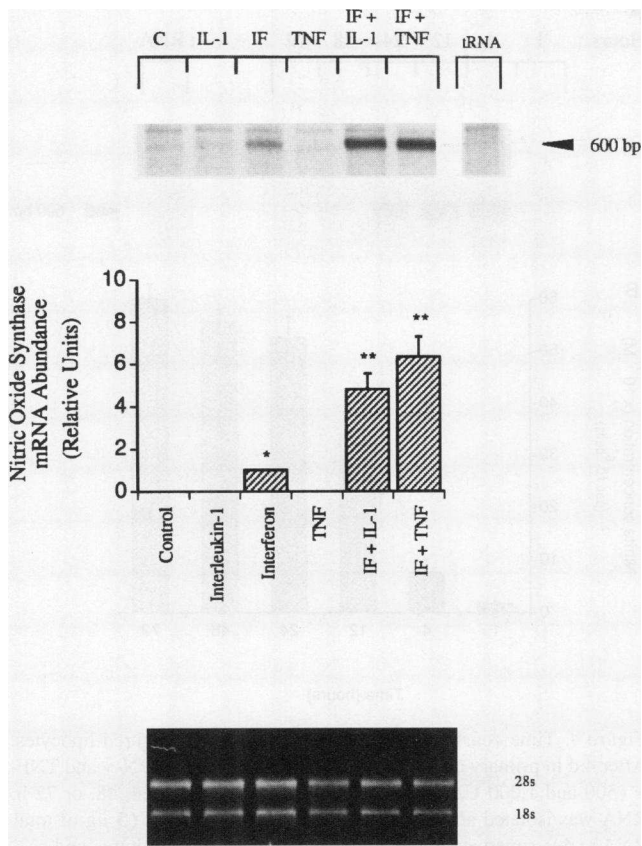 IF + IF +
C IL-1 IF TNF IL-1 TNF tRNA
600 bp
10
8
6
4
2
0
Nitric Oxide Synthase
mRNA Abundance
(Relative Units)
*
**
**
Control
Interleukin-1
Interferon
TNF
IF + IL-1
IF + TNF
28s
18s